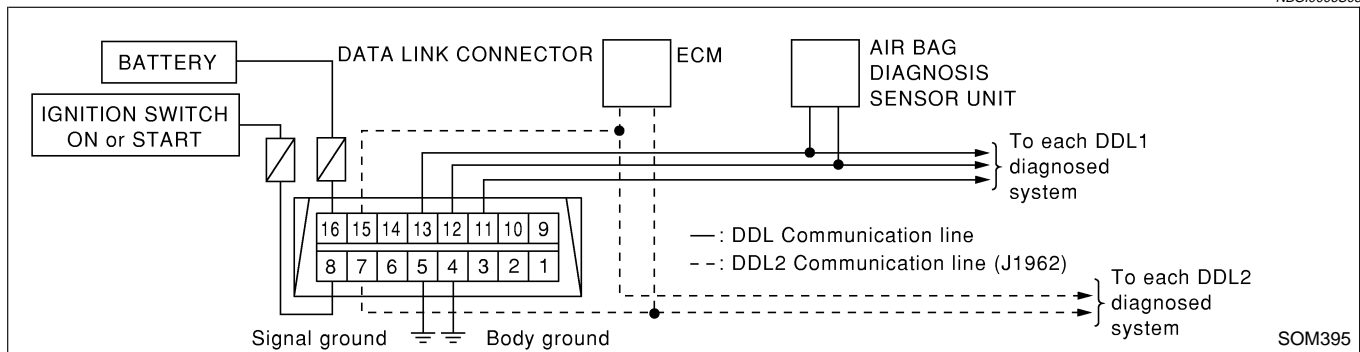 BATTERY
IGNITION SWITCH
ON or START
DATA LINK CONNECTOR
ECM
AIR BAG
DIAGNOSIS
SENSOR UNIT
To each DDL1
diagnosed
system
16 15 14 13 12 11 10 9
8 7 6 5 4 3 2 1
: DDL Communication line
: DDL2 Communication line (J1962)
To each DDL2
diagnosed
system
Signal ground
Body ground
SOM395